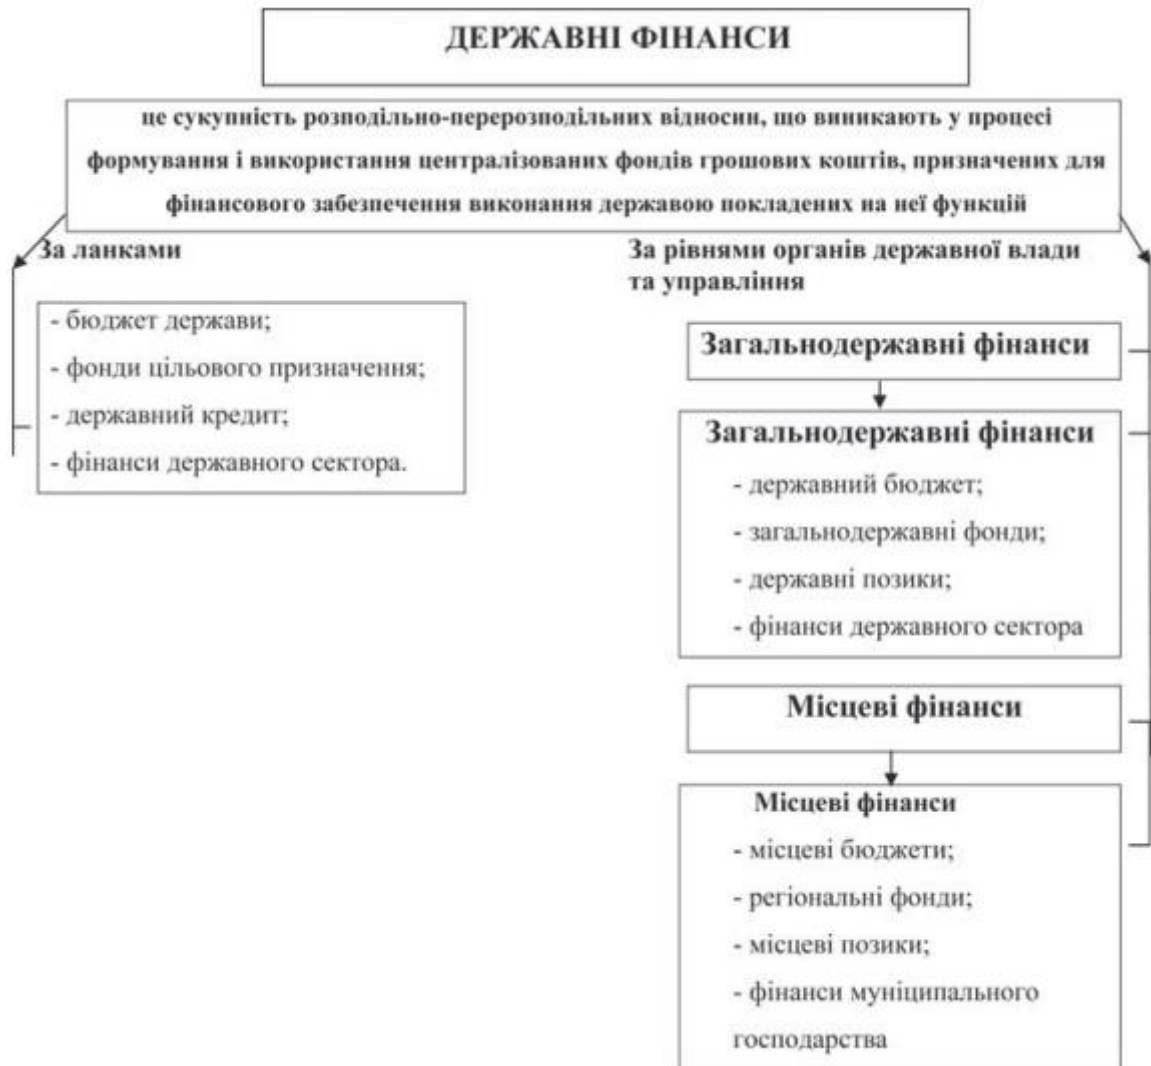 ДЕРЖАВНІ ФІНАНСИ
це сукупність розподільно-перерозподільних відносин, що виникають у процесі
формування і використання централізованих фондів грошових коштів, призначених для
фінансового забезпечення виконання державою покладених на неї функцій
За ланками
- бюджет держави;
- фонди цільового призначення;
- державний кредит;
- фінанси державного сектора.
За рівнями органів державної влади
та управління
Загальнодержавні фінанси
Загальнодержавні фінанси
- державний бюджет;
- загальнодержавні фонди;
- державні позики;
- фінанси державного сектора
Місцеві фінанси
Місцеві фінанси
- місцеві бюджети;
- регіональні фонди;
- місцеві позики;
- фінанси муніципального
господарства